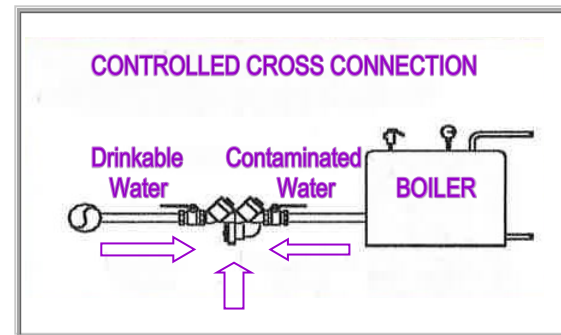 CONTROLLED CROSS CONNECTION
Drinkable
Water
Contaminated
Water
BOILER